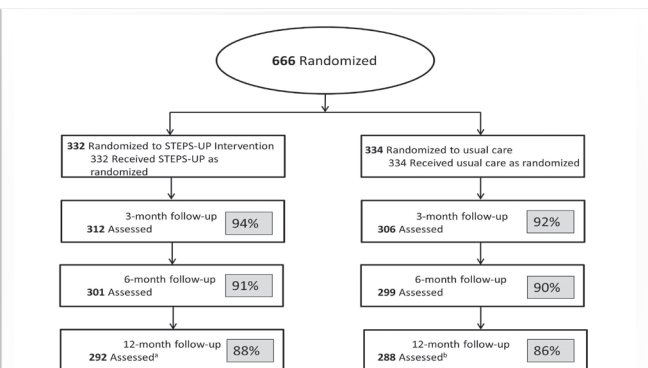 666 Randomized
332 Randomized to STEPS-UP Intervention
332 Received STEPS-UP as
randomized
334 Randomized to usual care
334 Received usual care as randomized
3-month follow-up
312 Assessed
94%
3-month follow-up
306 Assessed
92%
6-month follow-up
301 Assessed
91%
6-month follow-up
299 Assessed
90%
12-month follow-up
292 Assessedᵃ
88%
12-month follow-up
288 Assessedᵇ
86%